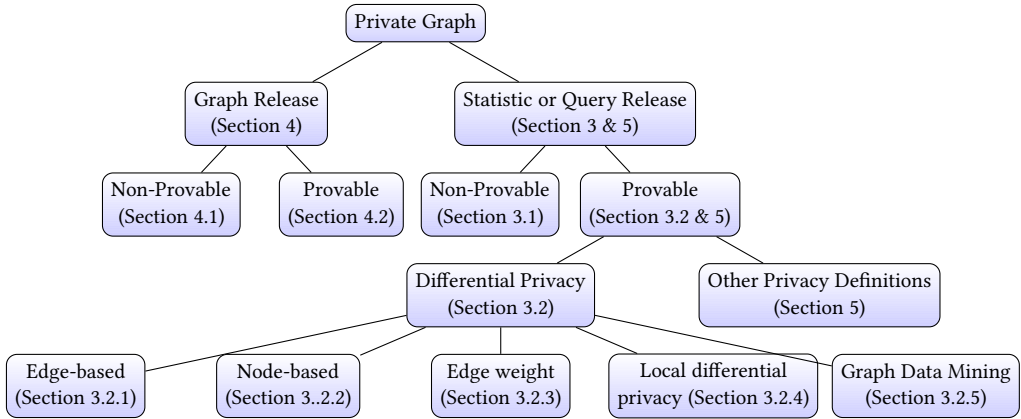 Private Graph
Graph Release
(Section 4)
Statistic or Query Release
(Section 3 & 5)
Non-Provable
(Section 4.1)
Provable
(Section 4.2)
Non-Provable
(Section 3.1)
Provable
(Section 3.2 & 5)
Differential Privacy
(Section 3.2)
Other Privacy Definitions
(Section 5)
Edge-based
(Section 3.2.1)
Node-based
(Section 3..2.2)
Edge weight
(Section 3.2.3)
Local differential
privacy (Section 3.2.4)
Graph Data Mining
(Section 3.2.5)